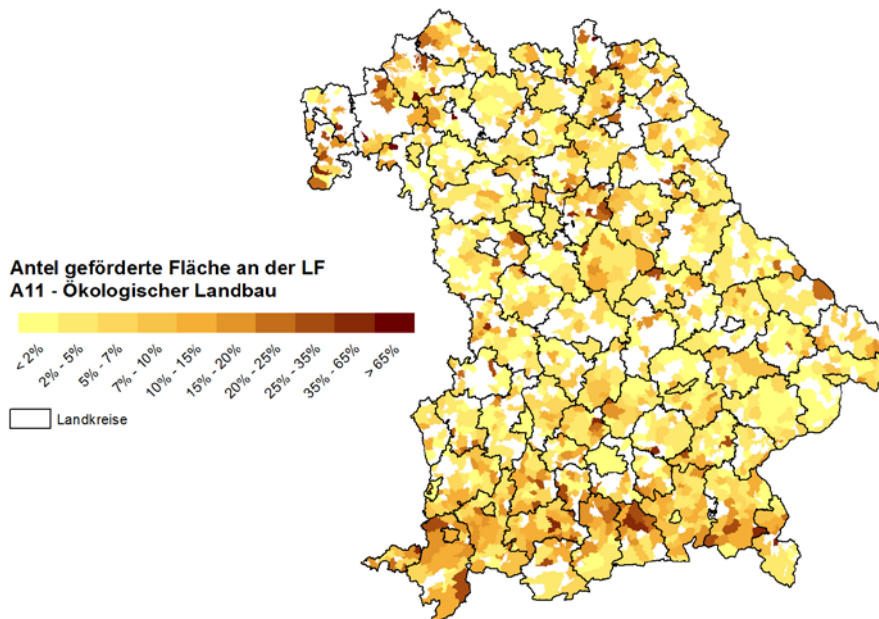 Antel geförderte Fläche an der LF
A11 - Ökologischer Landbau
< 2%
2% - 5%
5% - 7%
7% - 10%
10% - 15%
15% - 20%
20% - 25%
25% - 35%
35% - 65%
> 65%
Landkreise